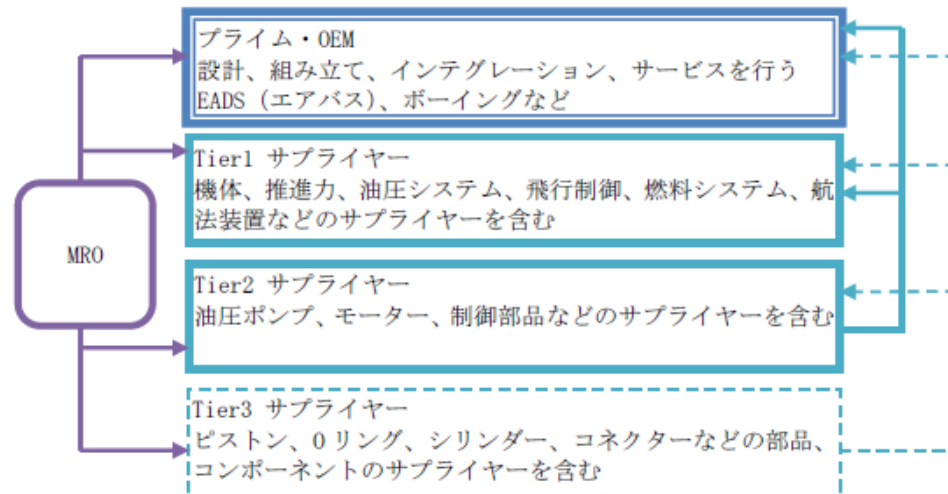 プライム・OEM
設計、組み立て、インテグレーション、サービスを行う
EADS (エアバス)、ボーイングなど
Tier1 サプライヤー
機体、推進力、油圧システム、飛行制御、燃料システム、航
法装置などのサプライヤーを含む
MRO
Tier2 サプライヤー
油圧ポンプ、モーター、制御部品などのサプライヤーを含む
Tier3 サプライヤー
ピストン、O リング、シリンダー、コネクターなどの部品、
コンポーネントのサプライヤーを含む